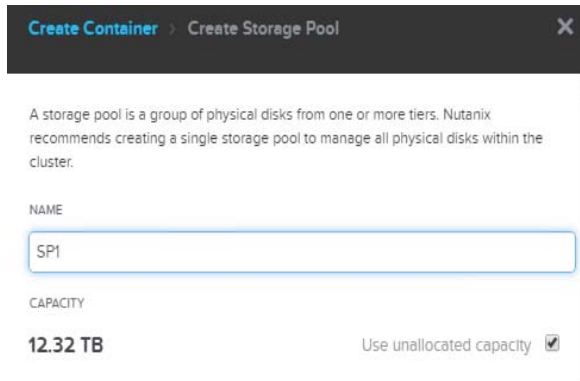 Create Container > Create Storage Pool ×
A storage pool is a group of physical disks from one or more tiers. Nutanix
recommends creating a single storage pool to manage all physical disks within the
cluster.
NAME
SP1
CAPACITY
12.32 TB Use unallocated capacity